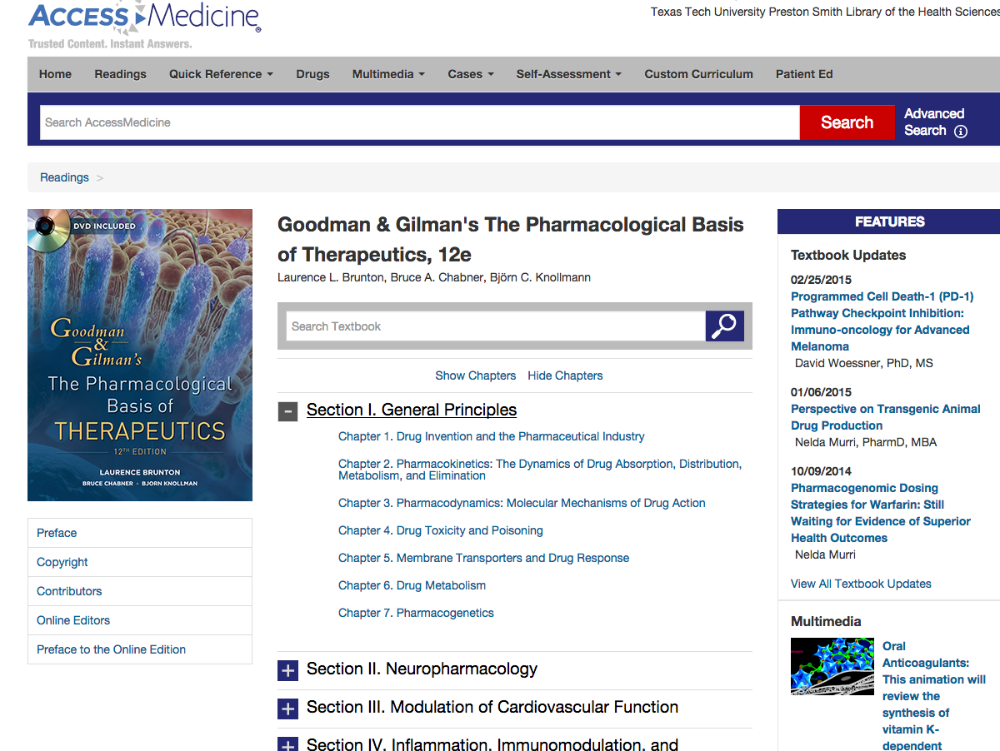 ACCESS Medicine®
Trusted Content. Instant Answers.
Texas Tech University Preston Smith Library of the Health Sciences
Home Readings Quick Reference Drugs Multimedia Cases Self-Assessment Custom Curriculum Patient Ed
Search AccessMedicine
Search
Advanced
Search
Readings >
DVD INCLUDED
Goodman
&
Gilman's
The Pharmacological
Basis of
THERAPEUTICS
12TH EDITION
LAURENCE BRUNTON
BRUCE CHABNER · BJORN KNOLLMAN
Preface
Copyright
Contributors
Online Editors
Preface to the Online Edition
Goodman & Gilman's The Pharmacological Basis
of Therapeutics, 12e
Laurence L. Brunton, Bruce A. Chabner, Björn C. Knollmann
Search Textbook
Show Chapters Hide Chapters
Section I. General Principles
Chapter 1. Drug Invention and the Pharmaceutical Industry
Chapter 2. Pharmacokinetics: The Dynamics of Drug Absorption, Distribution,
Metabolism, and Elimination
Chapter 3. Pharmacodynamics: Molecular Mechanisms of Drug Action
Chapter 4. Drug Toxicity and Poisoning
Chapter 5. Membrane Transporters and Drug Response
Chapter 6. Drug Metabolism
Chapter 7. Pharmacogenetics
Section II. Neuropharmacology
Section III. Modulation of Cardiovascular Function
Section IV. Inflammation, Immunomodulation, and
FEATURES
Textbook Updates
02/25/2015
Programmed Cell Death-1 (PD-1)
Pathway Checkpoint Inhibition:
Immuno-oncology for Advanced
Melanoma
David Woessner, PhD, MS
01/06/2015
Perspective on Transgenic Animal
Drug Production
Nelda Murri, PharmD, MBA
10/09/2014
Pharmacogenomic Dosing
Strategies for Warfarin: Still
Waiting for Evidence of Superior
Health Outcomes
Nelda Murri
View All Textbook Updates
Multimedia
Oral
Anticoagulants:
This animation will
review the
synthesis of
vitamin K-
dependent